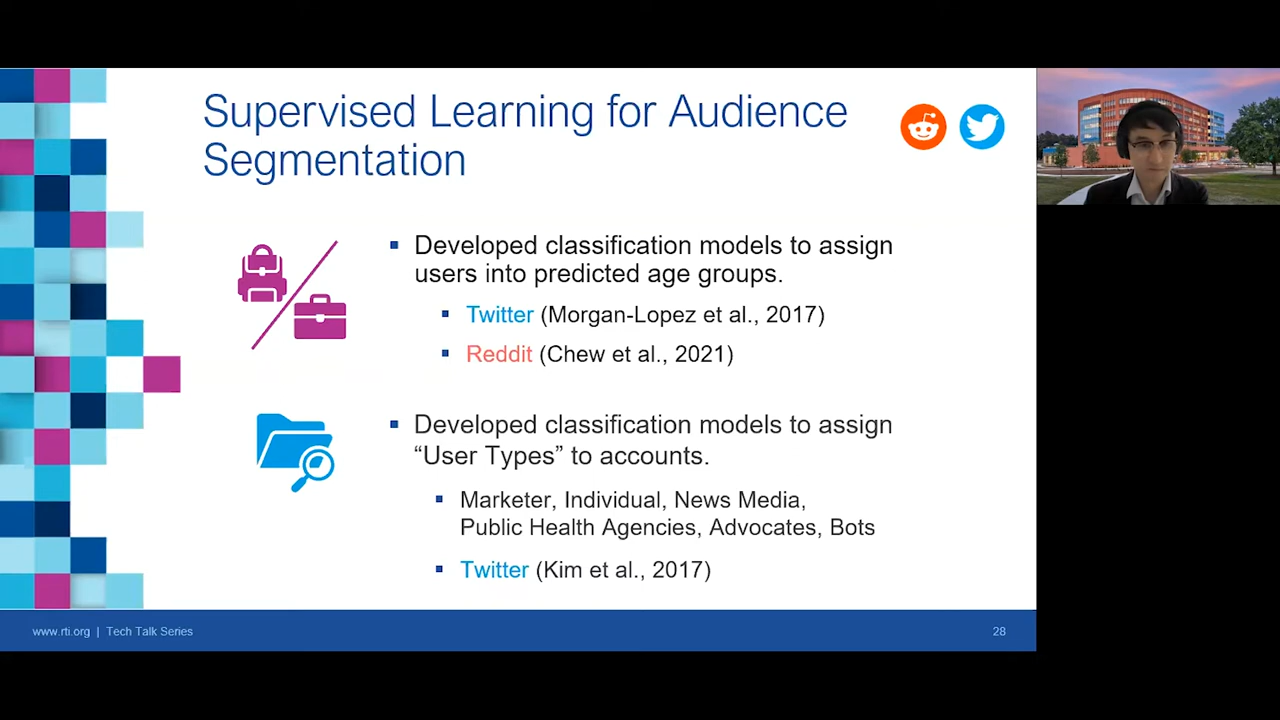 Supervised Learning for Audience
Segmentation
Developed classification models to assign
users into predicted age groups.
Twitter (Morgan-Lopez et al., 2017)
Reddit (Chew et al., 2021)
Developed classification models to assign
“User Types” to accounts.
Marketer, Individual, News Media,
Public Health Agencies, Advocates, Bots
Twitter (Kim et al., 2017)
www.rti.org | Tech Talk Series
28